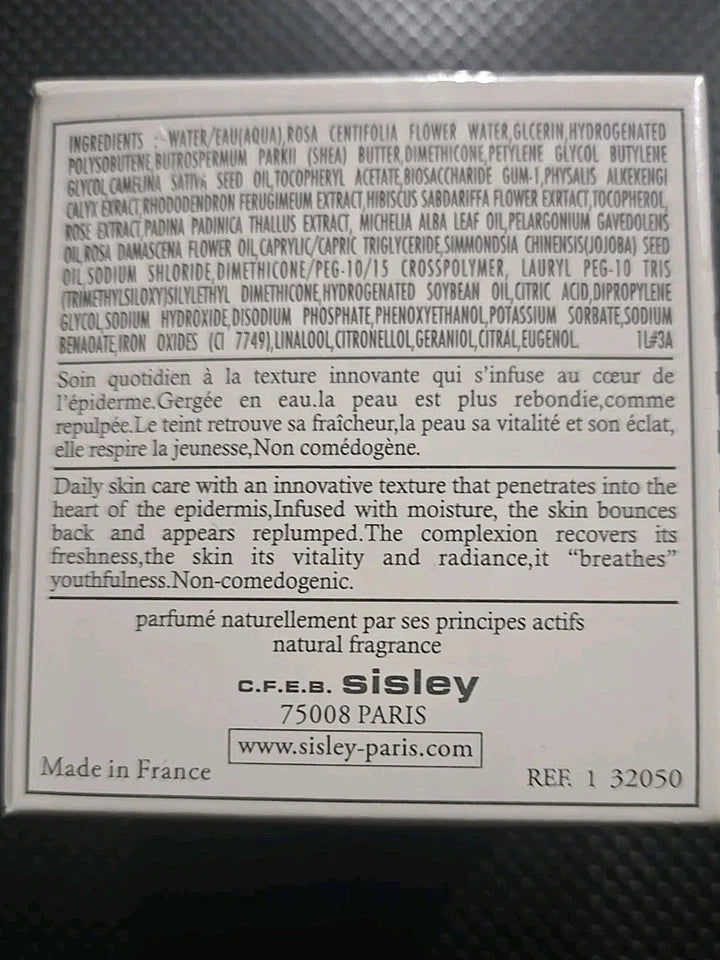 INGREDIENTS :-WATER/EAU(AQUA),ROSA CENTIFOLIA FLOWER WATER,GLCERIN,HYDROGENATED
POLYSOBUTENE,BUTROSPERMUM PARKII (SHEA) BUTTER,DIMETHICONE,PETYLENE GLYCOL BUTYLENE
GLYCOL,CAMELINA SATIVA SEED OIL,TOCOPHERYL ACETATE,BIOSACCHARIDE GUM-1,PHYSALIS ALKEKENGI
CALYX EXRACT,RHODODENDRON FERUGIMEUM EXTRACT,HIBISCUS SABDARIFFA FLOWER EXRTACT,TOCOPHEROL,
ROSE EXTRACT,PADINA PADINICA THALLUS EXTRACT, MICHELIA ALBA LEAF OIL,PELARGONIUM GAVEDOLENS
OIL,ROSA DAMASCENA FLOWER OIL,CAPRYLIC/CAPRIC TRIGLYCERIDE,SIMMONDSIA CHINENSIS(JOJOBA) SEED
OIL,SODIUM SHLORIDE,DIMETHICONE/PEG-10/15 CROSSPOLYMER, LAURYL PEG-10 TRIS
(TRIMETHYLSILOXY)SILYLETHYL DIMETHICONE,HYDROGENATED SOYBEAN OIL,CITRIC ACID,DIPROPYLENE
GLYCOL,SODIUM HYDROXIDE,DISODIUM PHOSPHATE,PHENOXYETHANOL,POTASSIUM SORBATE,SODIUM
BENAOATE,IRON OXIDES (CI 7749),LINALOOL,CITRONELLOL,GERANIOL,CITRAL,EUGENOL. 1L#3A
Soin quotidien à la texture innovante qui s'infuse au cœur de
l'épiderme.Gergée en eau.la peau est plus rebondie,comme
repulpée.Le teint retrouve sa fraîcheur,la peau sa vitalité et son éclat,
elle respire la jeunesse,Non comédogène.
Daily skin care with an innovative texture that penetrates into the
heart of the epidermis,Infused with moisture, the skin bounces
back and appears replumped.The complexion recovers its
freshness,the skin its vitality and radiance,it “breathes”
youthfulness.Non-comedogenic.
parfumé naturellement par ses principes actifs
natural fragrance
C.F.E.B. sisley
75008 PARIS
www.sisley-paris.com
Made in France
REF. 1 32050